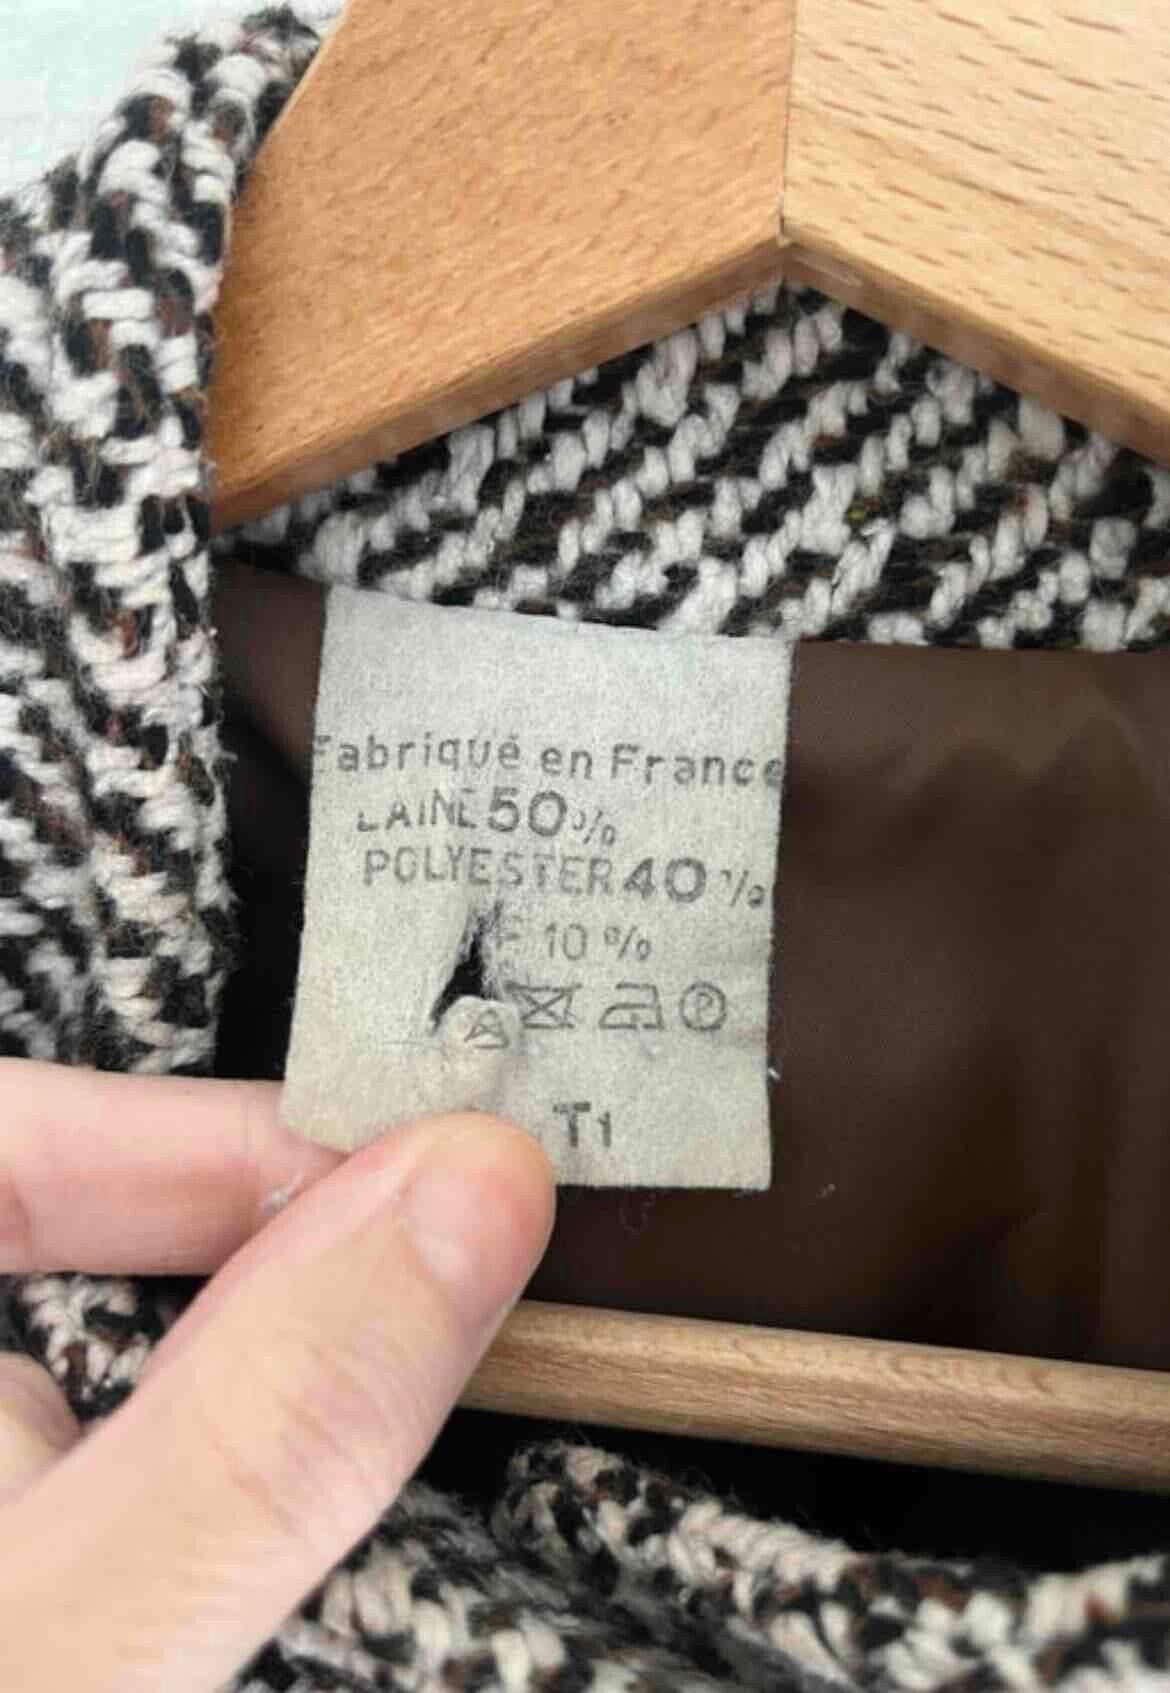 Fabriqué en France
LAINE 50%
POLYESTER 40%
10%
P
T1